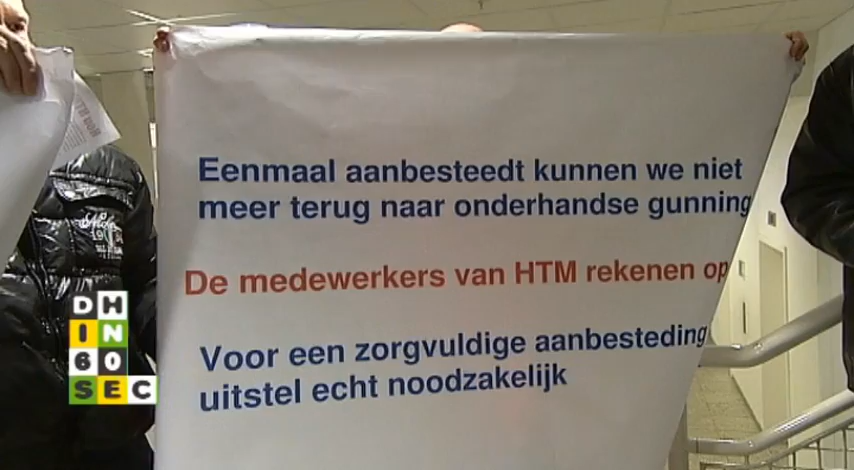 Eenmaal aanbesteedt kunnen we niet
meer terug naar onderhandse gunning
De medewerkers van HTM rekenen op
Voor een zorgvuldige aanbesteding
uitstel echt noodzakelijk
DH
IN
60
SEC